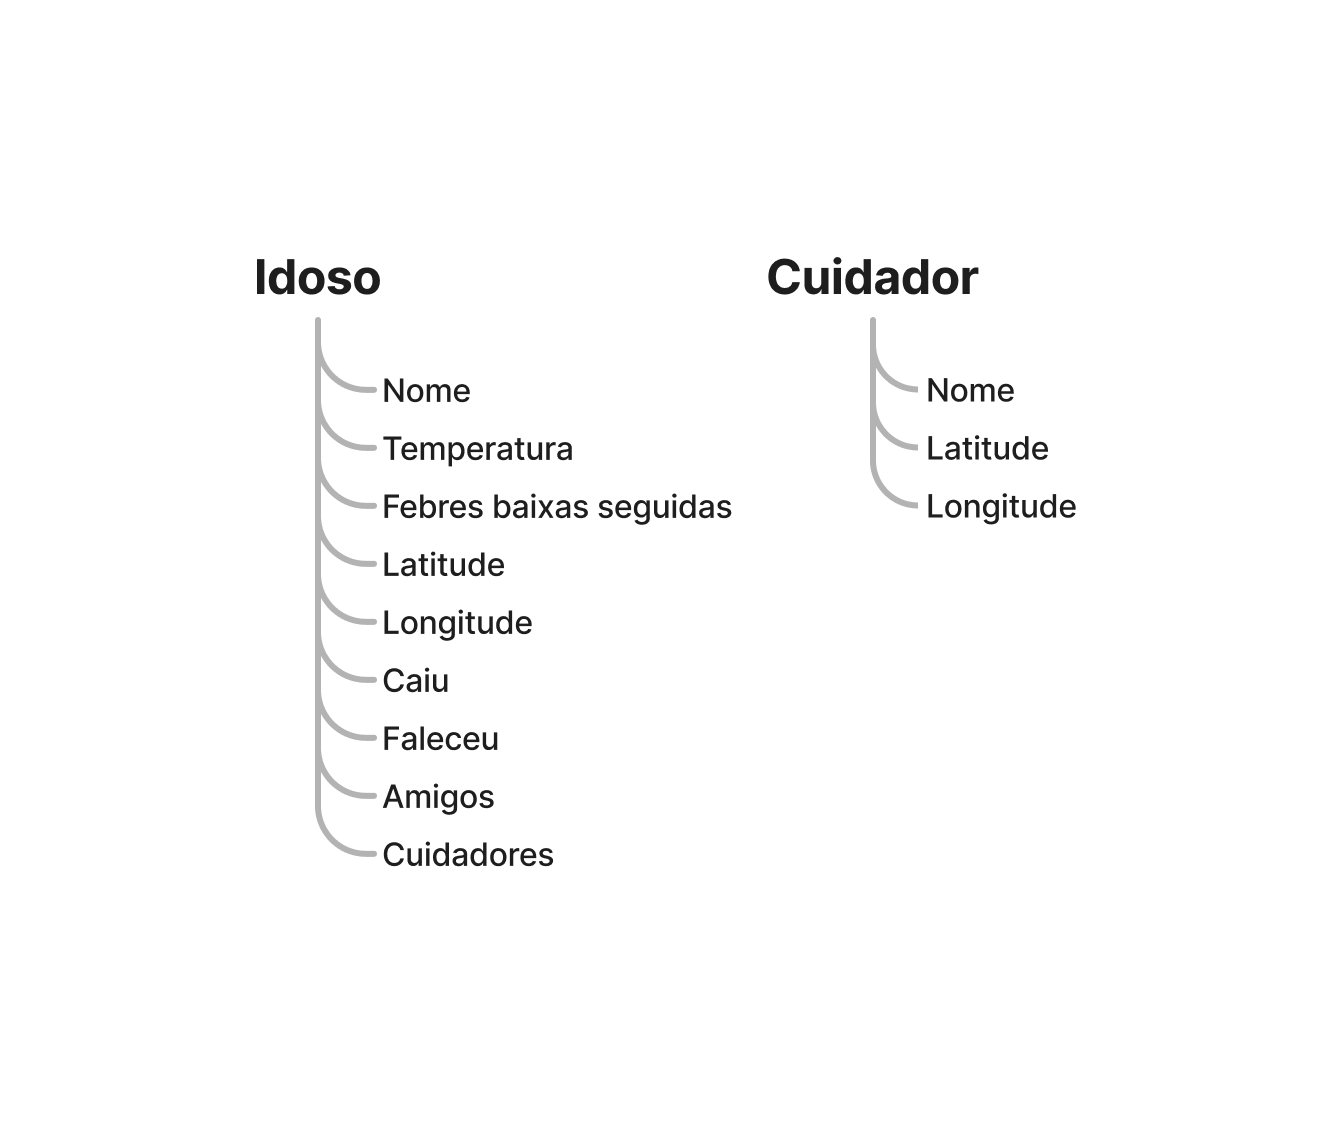 Idoso
Nome
Temperatura
Febres baixas seguidas
Latitude
Longitude
Caiu
Faleceu
Amigos
Cuidadores
Cuidador
Nome
Latitude
Longitude